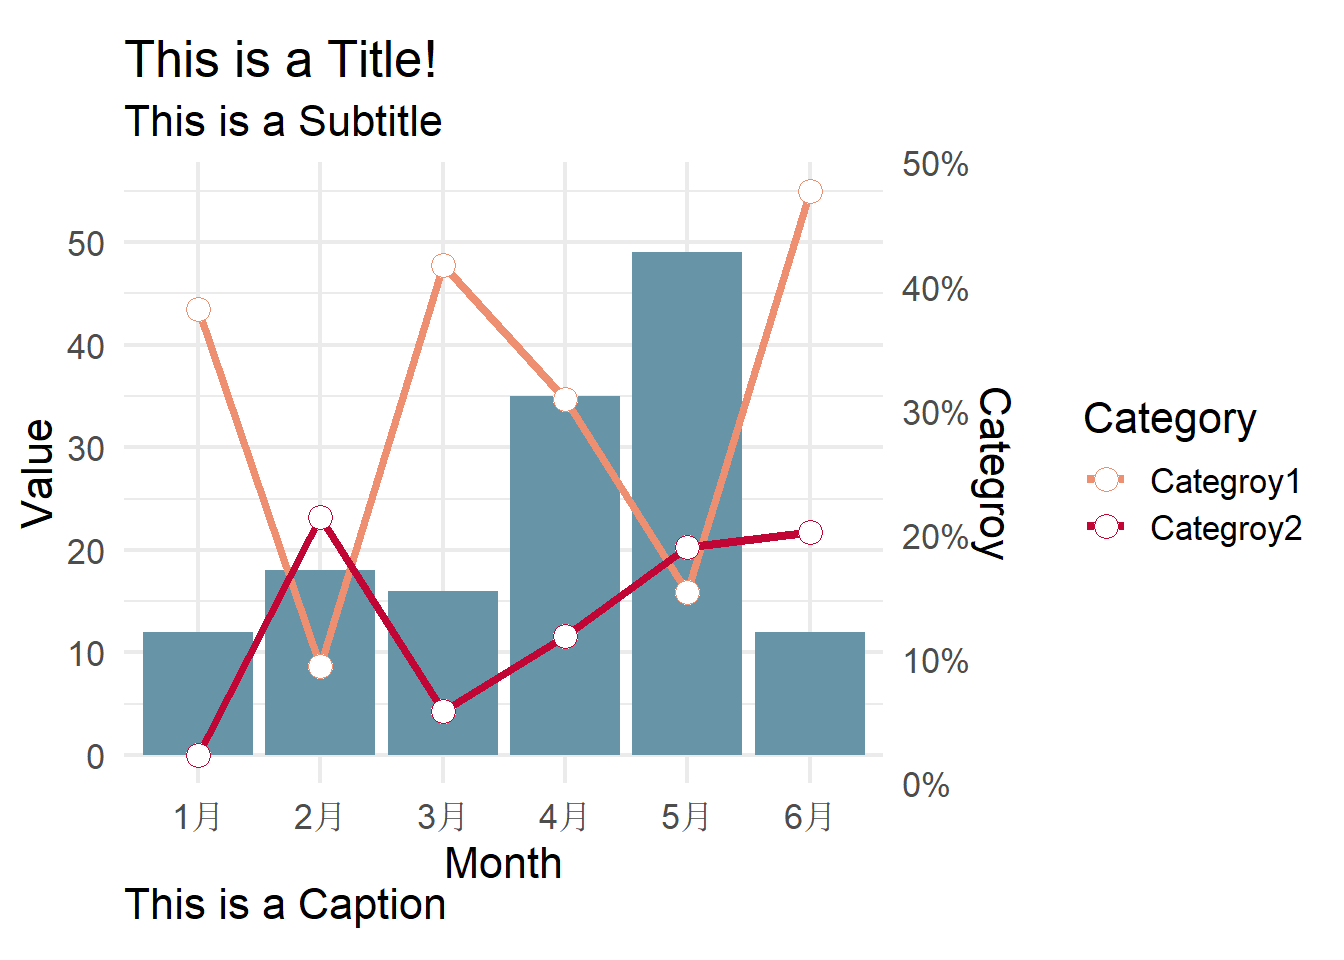 This is a Title!
This is a Subtitle
Value
50
40
30
20
10
0
50%
40%
30%
20%
10%
0%
Categroy
Category
Categroy1
Categroy2
1月 2月 3月 4月 5月 6月
Month
This is a Caption